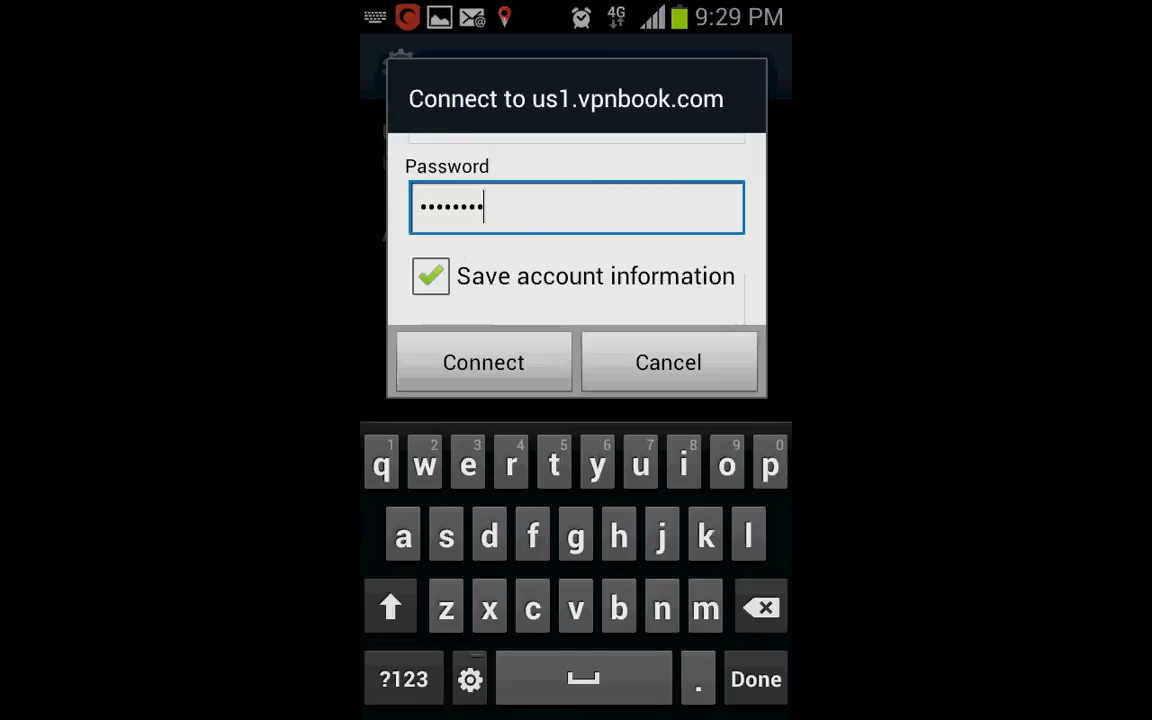 4G 9:29 PM
Connect to us1.vpnbook.com
Password
••••••••
Save account information
Connect Cancel
1 2 3 4 5 6 7 8 9 0
q w e r t y u i o p
a s d f g h j k l
z x c v b n m
?123 . Done